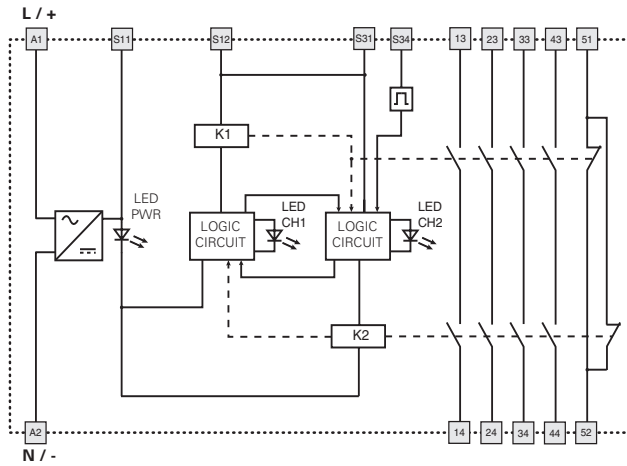 L / +
A1 S11 S12 S31 S34 13 23 33 43 51
K1
LED
PWR
LED
CH1
LED
CH2
LOGIC
CIRCUIT
LOGIC
CIRCUIT
K2
A2 14 24 34 44 52
N / -